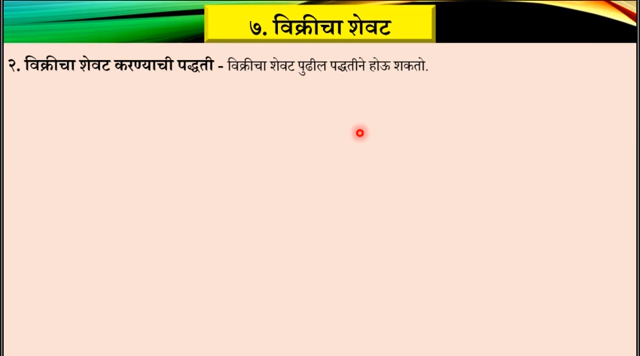 ७. विक्रीचा शेवट
२. विक्रीचा शेवट करण्याची पद्धती - विक्रीचा शेवट पुढील पद्धतीने होऊ शकतो.